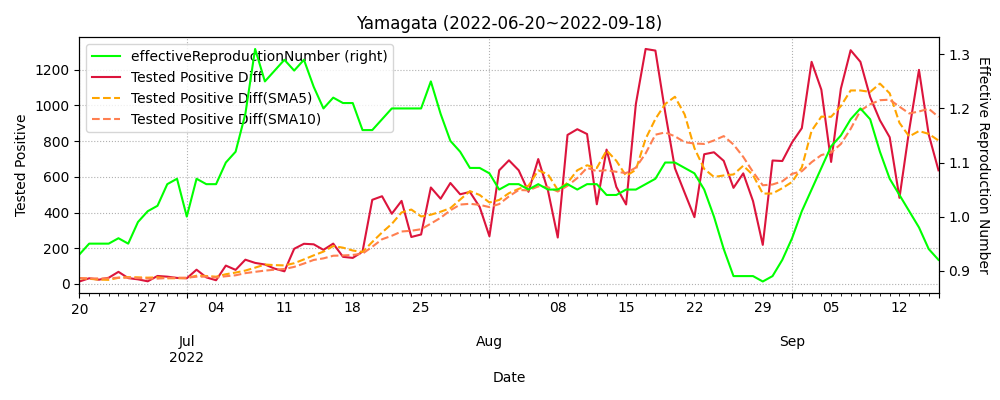 Yamagata (2022-06-20~2022-09-18)
effectiveReproductionNumber (right)
Tested Positive Diff
Tested Positive Diff(SMA5)
Tested Positive Diff(SMA10)
Tested Positive
1200
1000
800
600
400
200
0
1.3
1.2
1.1
1.0
0.9
Effective Reproduction Number
20 27 04 11 18 25 08 15 22 29 05 12
Jul Aug Sep
2022
Date